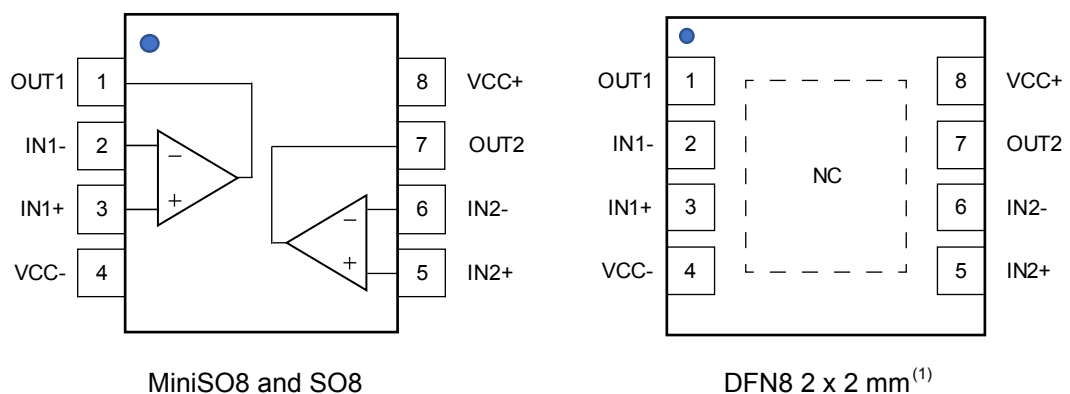 OUT1 1 8 VCC+
IN1- 2 − 7 OUT2
IN1+ 3 + − 6 IN2-
VCC- 4 + 5 IN2+
MiniSO8 and SO8
OUT1 1 8 VCC+
IN1- 2 7 OUT2
NC
IN1+ 3 6 IN2-
VCC- 4 5 IN2+
DFN8 2 x 2 mm(1)